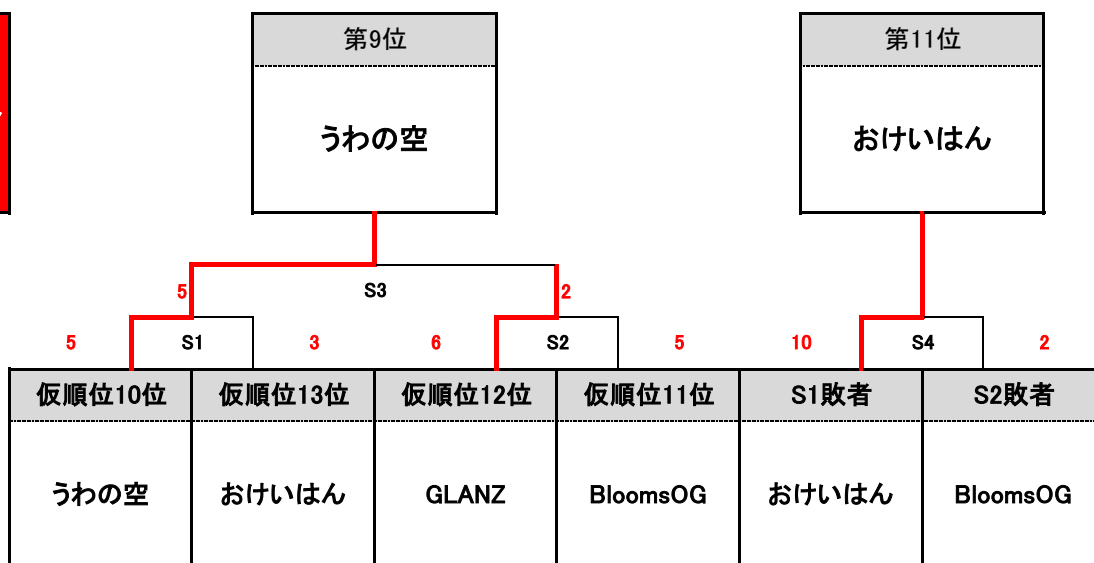 第9位
第11位
うわの空
おけいはん
5
S3
2
5
S1
3
6
S2
5
10
S4
2
仮順位10位
仮順位13位
仮順位12位
仮順位11位
S1敗者
S2敗者
うわの空
おけいはん
GLANZ
BloomsOG
おけいはん
BloomsOG